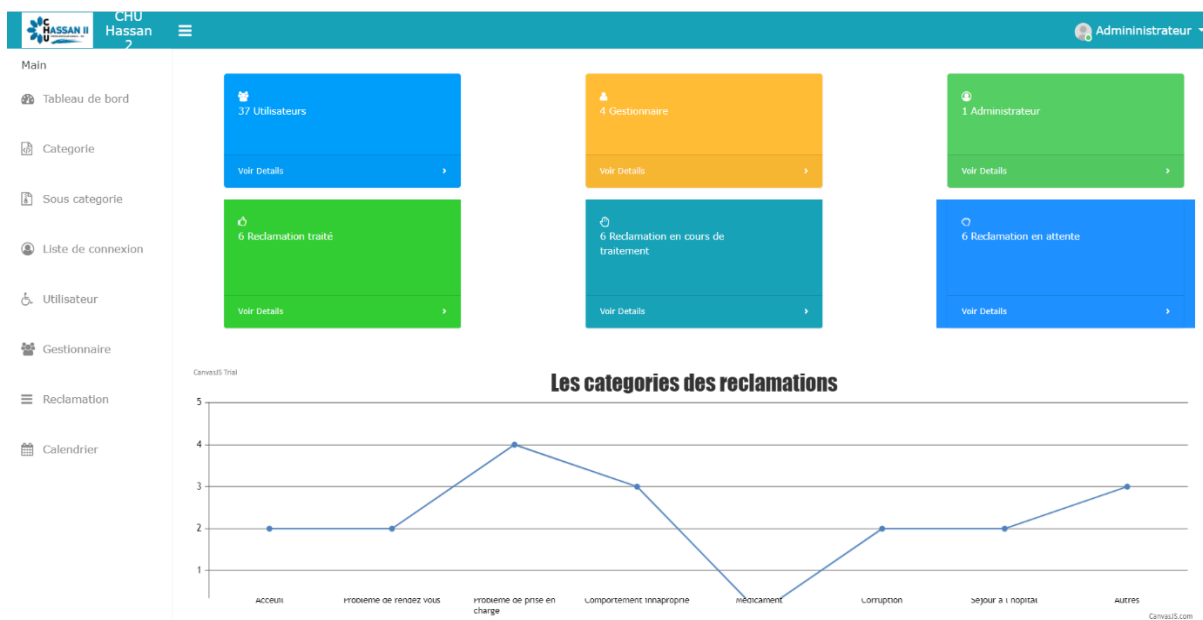 C
HASSAN II
U
CHU
Hassan
2
Admininistrateur
Main
Tableau de bord
Categorie
Sous categorie
Liste de connexion
Utilisateur
Gestionnaire
Reclamation
Calendrier
37 Utilisateurs
Voir Details
4 Gestionnaire
Voir Details
1 Administrateur
Voir Details
6 Reclamation traité
Voir Details
6 Reclamation en cours de
traitement
Voir Details
6 Reclamation en attente
Voir Details
CanvasJS Trial
Les categories des reclamations
5
4
3
2
1
Acceuil
Probleme de rendez vous
Probleme de prise en
charge
Comportement innaproprie
Medicament
Corruption
Sejour a l hopital
Autres
CanvasJS.com